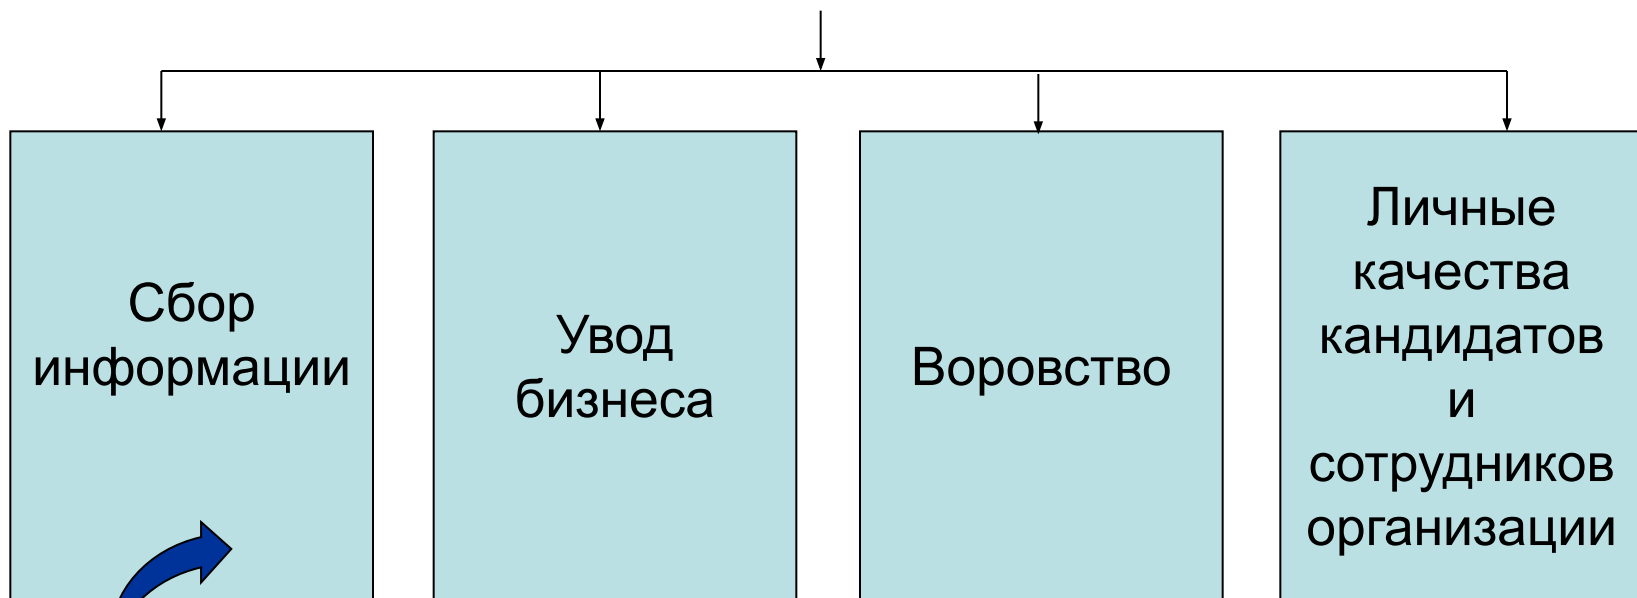 Сбор
информации
Увод
бизнеса
Воровство
Личные
качества
кандидатов
и
сотрудников
организации